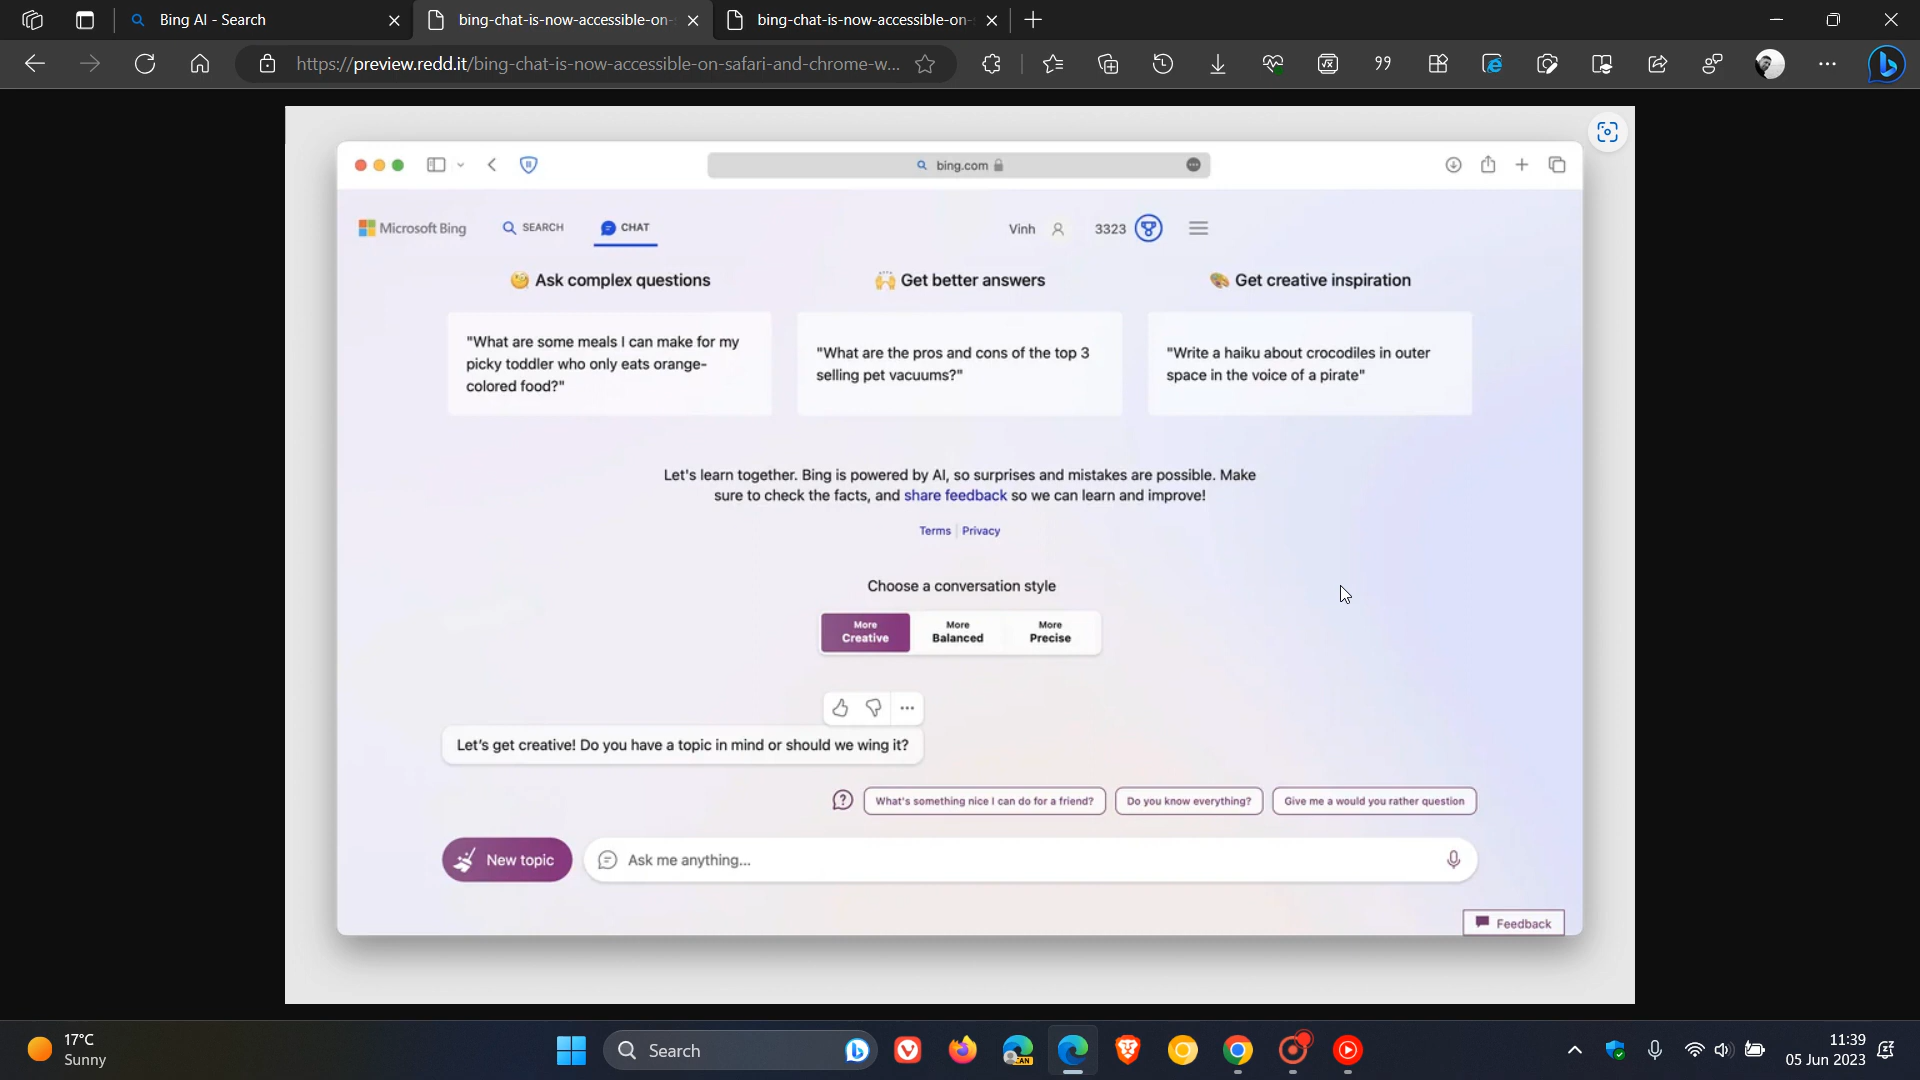 Bing AI - Search
bing-chat-is-now-accessible-on-
bing-chat-is-now-accessible-on-
https://preview.redd.it/bing-chat-is-now-accessible-on-safari-and-chrome-w...
bing.com
Microsoft Bing
SEARCH
CHAT
Vinh
3323
Ask complex questions
Get better answers
Get creative inspiration
"What are some meals I can make for my
picky toddler who only eats orange-
colored food?"
"What are the pros and cons of the top 3
selling pet vacuums?"
"Write a haiku about crocodiles in outer
space in the voice of a pirate"
Let's learn together. Bing is powered by AI, so surprises and mistakes are possible. Make
sure to check the facts, and share feedback so we can learn and improve!
Terms | Privacy
Choose a conversation style
More
Creative
More
Balanced
More
Precise
Let's get creative! Do you have a topic in mind or should we wing it?
What's something nice I can do for a friend?
Do you know everything?
Give me a would you rather question
New topic
Ask me anything...
Feedback
17°C
Sunny
Search
CAN
11:39
05 Jun 2023